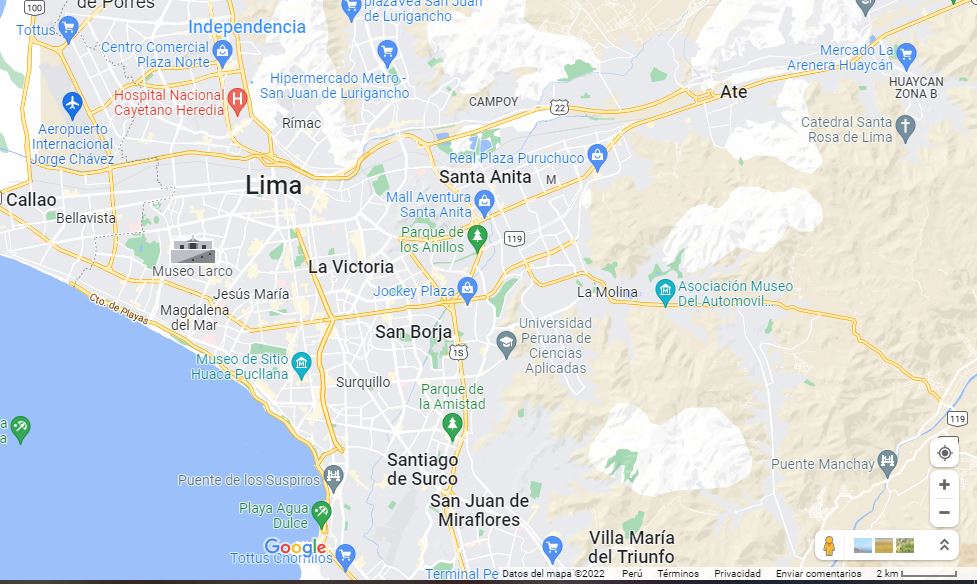 100
de Porres
plazaVea San Juan
de Lurigancho
Tottus
Independencia
Centro Comercial
Plaza Norte
Mercado La
Arenera Huaycán
Hipermercado Metro -
San Juan de Lurigancho
HUAYCAN
ZONA B
Hospital Nacional
Cayetano Heredia
H
CAMPOY
22
Ate
Aeropuerto
Internacional
Jorge Chávez
Rímac
Catedral Santa
Rosa de Lima
Real Plaza Puruchuco
Lima
Santa Anita
M
Callao
Mall Aventura
Santa Anita
Bellavista
Parque de
los Anillos
119
Museo Larco
La Victoria
Jockey Plaza
La Molina
Asociación Museo
Del Automovil...
Cto. de Playas
Jesús María
Magdalena
del Mar
San Borja
Universidad
Peruana de
Ciencias
Aplicadas
1S
Museo de Sitio
Huaca Pucllana
Surquillo
Parque de
la Amistad
119
a
a
Santiago
de Surco
Puente Manchay
Puente de los Suspiros
San Juan de
Miraflores
Playa Agua
Dulce
Villa María
del Triunfo
Google
Tottus Chorrillos
Terminal Pe
Datos del mapa ©2022
Perú
Términos
Privacidad
Enviar comentarios
2 km